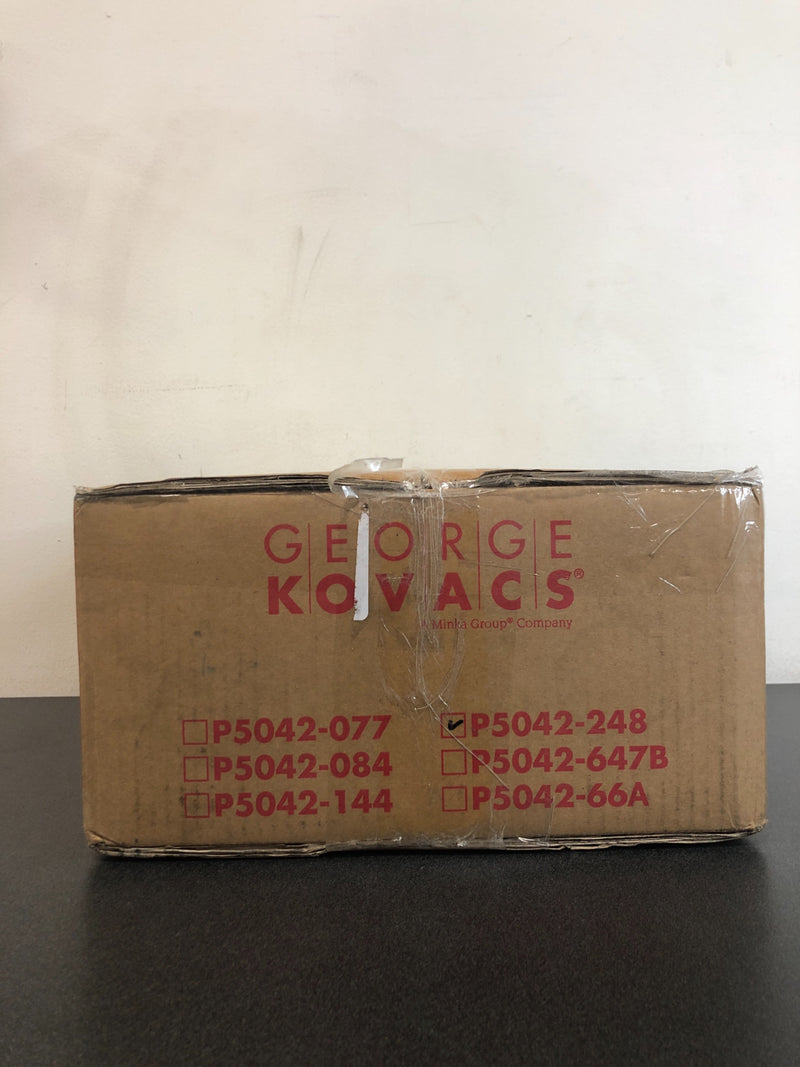 GEORGE
KOVACS®
A Minka Group® Company
P5042-077
P5042-084
P5042-144
P5042-248
P5042-647B
P5042-66A